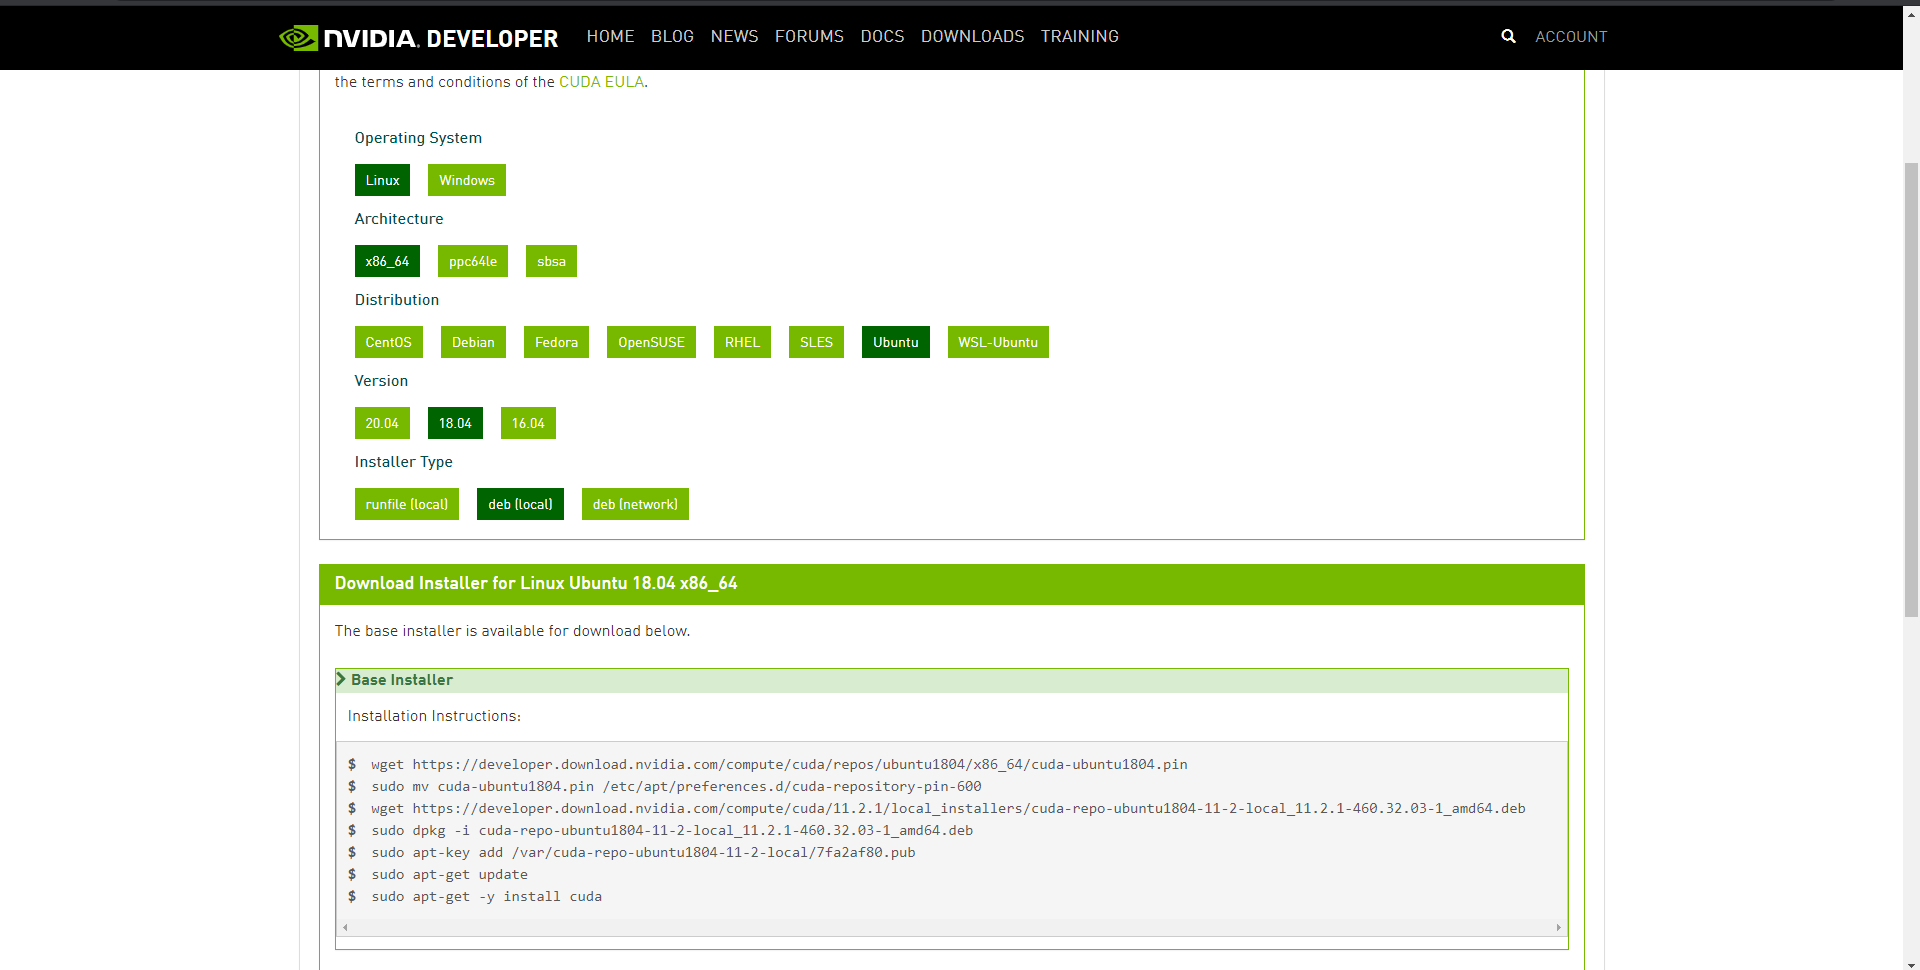 NVIDIA. DEVELOPER HOME BLOG NEWS FORUMS DOCS DOWNLOADS TRAINING ACCOUNT
the terms and conditions of the CUDA EULA.
Operating System
Linux Windows
Architecture
x86_64 ppc64le sbsa
Distribution
CentOS Debian Fedora OpenSUSE RHEL SLES Ubuntu WSL-Ubuntu
Version
20.04 18.04 16.04
Installer Type
runfile (local) deb (local) deb (network)
Download Installer for Linux Ubuntu 18.04 x86_64
The base installer is available for download below.
Base Installer
Installation Instructions:
$ wget https://developer.download.nvidia.com/compute/cuda/repos/ubuntu1804/x86_64/cuda-ubuntu1804.pin
$ sudo mv cuda-ubuntu1804.pin /etc/apt/preferences.d/cuda-repository-pin-600
$ wget https://developer.download.nvidia.com/compute/cuda/11.2.1/local_installers/cuda-repo-ubuntu1804-11-2-local_11.2.1-460.32.03-1_amd64.deb
$ sudo dpkg -i cuda-repo-ubuntu1804-11-2-local_11.2.1-460.32.03-1_amd64.deb
$ sudo apt-key add /var/cuda-repo-ubuntu1804-11-2-local/7fa2af80.pub
$ sudo apt-get update
$ sudo apt-get -y install cuda